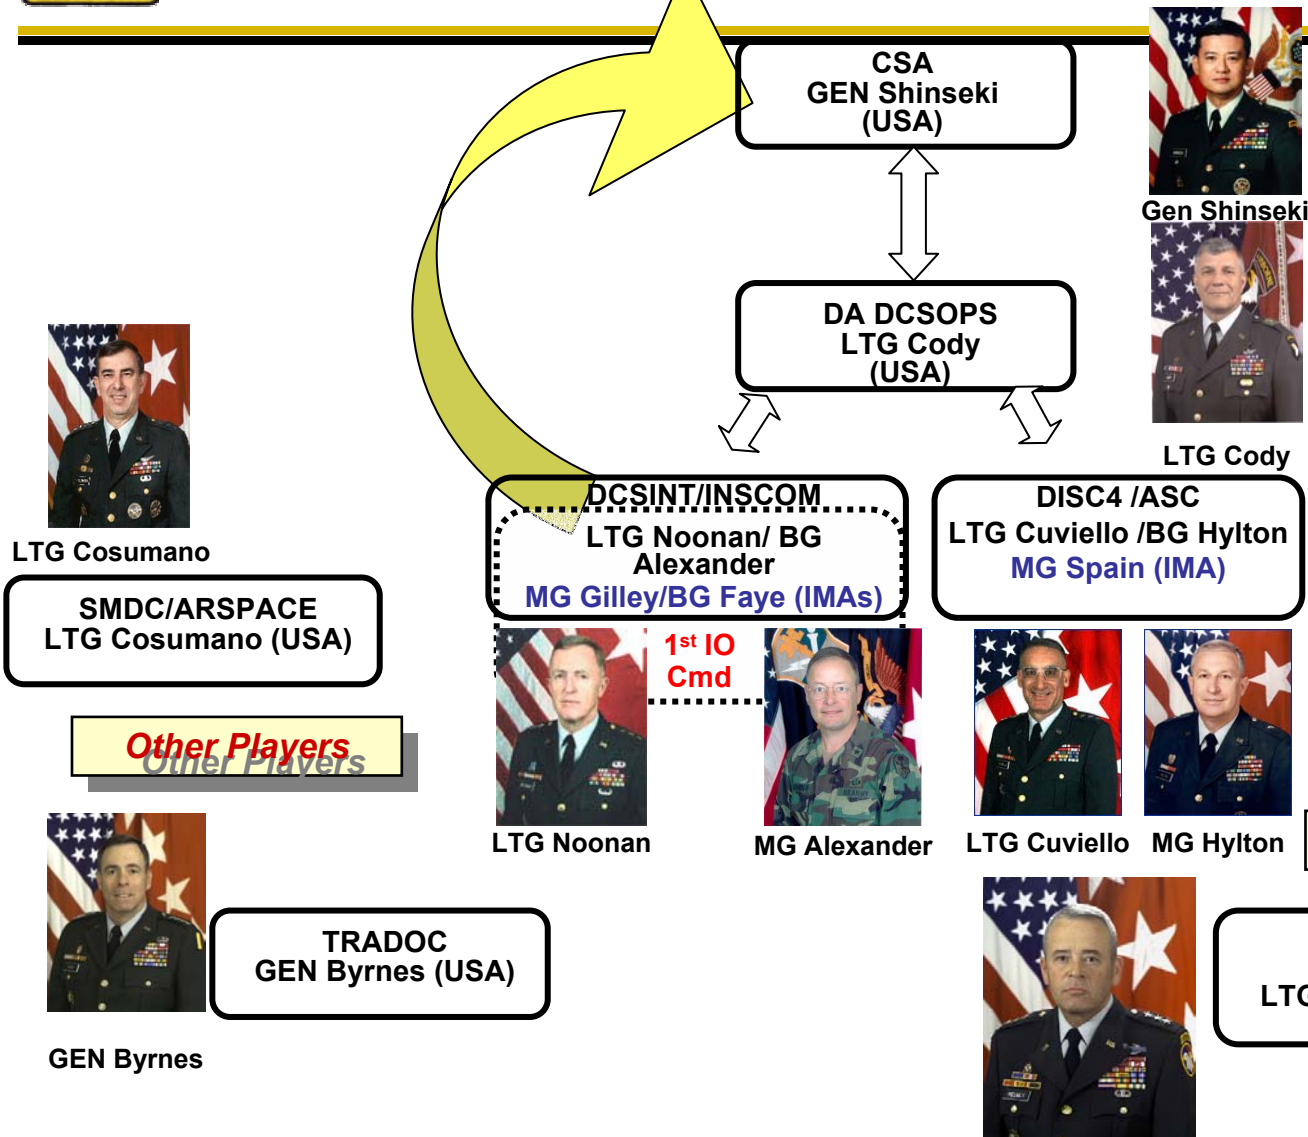 CSA
GEN Shinseki
(USA)
Gen Shinseki
DA DCSOPS
LTG Cody
(USA)
LTG Cody
DCSINT/INSCOM
LTG Noonan/ BG
Alexander
MG Gilley/BG Faye (IMAs)
1st IO
Cmd
DISC4 /ASC
LTG Cuviello /BG Hylton
MG Spain (IMA)
LTG Cosumano
SMDC/ARSPACE
LTG Cosumano (USA)
Other Players
LTG Noonan
MG Alexander
LTG Cuviello
MG Hylton
TRADOC
GEN Byrnes (USA)
GEN Byrnes